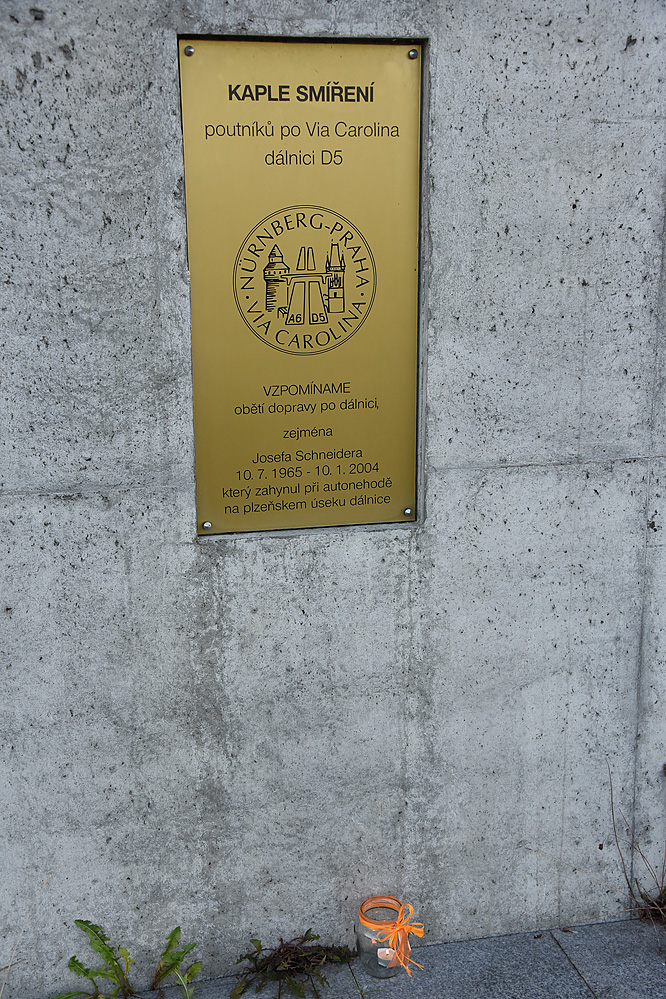 KAPLE SMÍŘENÍ
poutníků po Via Carolina
dálnici D5
NÜRNBERG-PRAHA
A6 D5
· VIA CAROLINA ·
VZPOMÍNAME
obětí dopravy po dálnici,
zejména
Josefa Schneidera
10. 7. 1965 - 10. 1. 2004
který zahynul při autonehodě
na plzeňskem úseku dálnice